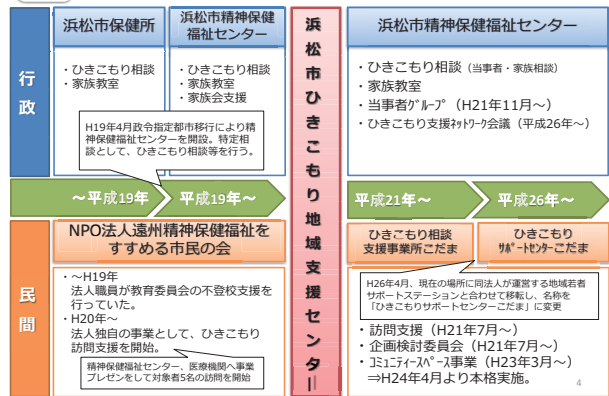 行政
浜松市保健所
・ひきこもり相談
・家族教室
浜松市精神保健
福祉センター
・ひきこもり相談
・家族教室
・家族会支援
H19年4月政令指定都市移行により精
神保健福祉センターを開設。特定相
談として、ひきこもり相談等を行う。
浜松市ひきこもり地域支援センター
浜松市精神保健福祉センター
・ひきこもり相談（当事者・家族相談）
・家族教室
・当事者ｸﾞﾙｰﾌﾟ（H21年11月～）
・ひきこもり支援ﾈｯﾄﾜｰｸ会議（平成26年～）
～平成19年
平成19年～
平成21年～
平成26年～
民間
NPO法人遠州精神保健福祉を
すすめる市民の会
・～H19年
法人職員が教育委員会の不登校支援を
行っていた。
・H20年～
法人独自の事業として、ひきこもり
訪問支援を開始。
精神保健福祉センター、医療機関へ事業
プレゼンをして対象者5名の訪問を開始
ひきこもり相談
支援事業所こだま
ひきこもり
ｻﾎﾟｰﾄｾﾝﾀｰこだま
H26年4月、現在の場所に同法人が運営する地域若者
サポートステーションと合わせて移転し、名称を
「ひきこもりサポートセンターこだま」に変更
・訪問支援（H21年7月～）
・企画検討委員会（H21年7月～）
・ｺﾐｭﾆﾃｨｰｽﾍﾟｰｽ事業（H23年3月～）
⇒H24年4月より本格実施。
4